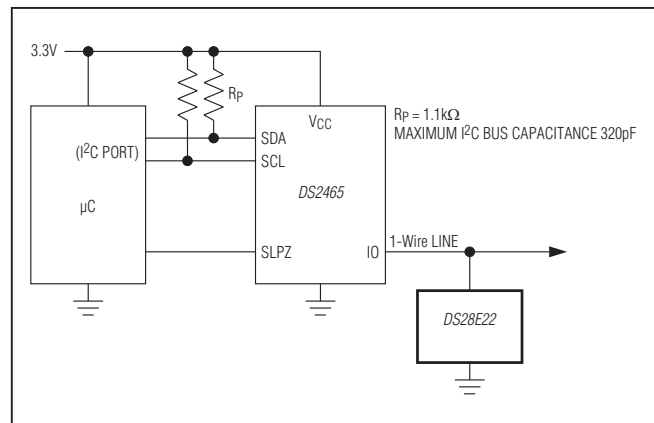 3.3V
RP
VCC
RP = 1.1kΩ
MAXIMUM I2C BUS CAPACITANCE 320pF
(I2C PORT)
SDA
SCL
µC
DS2465
1-Wire LINE
SLPZ
IO
DS28E22